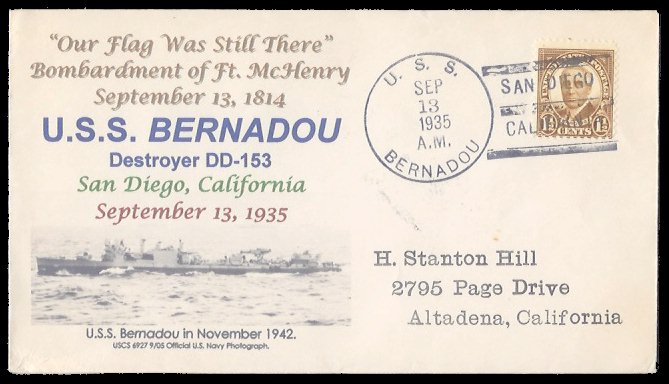 "Our Flag Was Still There"
Bombardment of Ft. McHenry
September 13, 1814
U.S.S. BERNADOU
Destroyer DD-153
San Diego, California
September 13, 1935
U.S.S. Bernadou in November 1942.
USCS 6927 9/05 Official U.S. Navy Photograph.
U. S. S.
SEP
13
1935
A.M.
BERNADOU
SAN DIEGO
CAL
CENTS
H. Stanton Hill
2795 Page Drive
Altadena, California